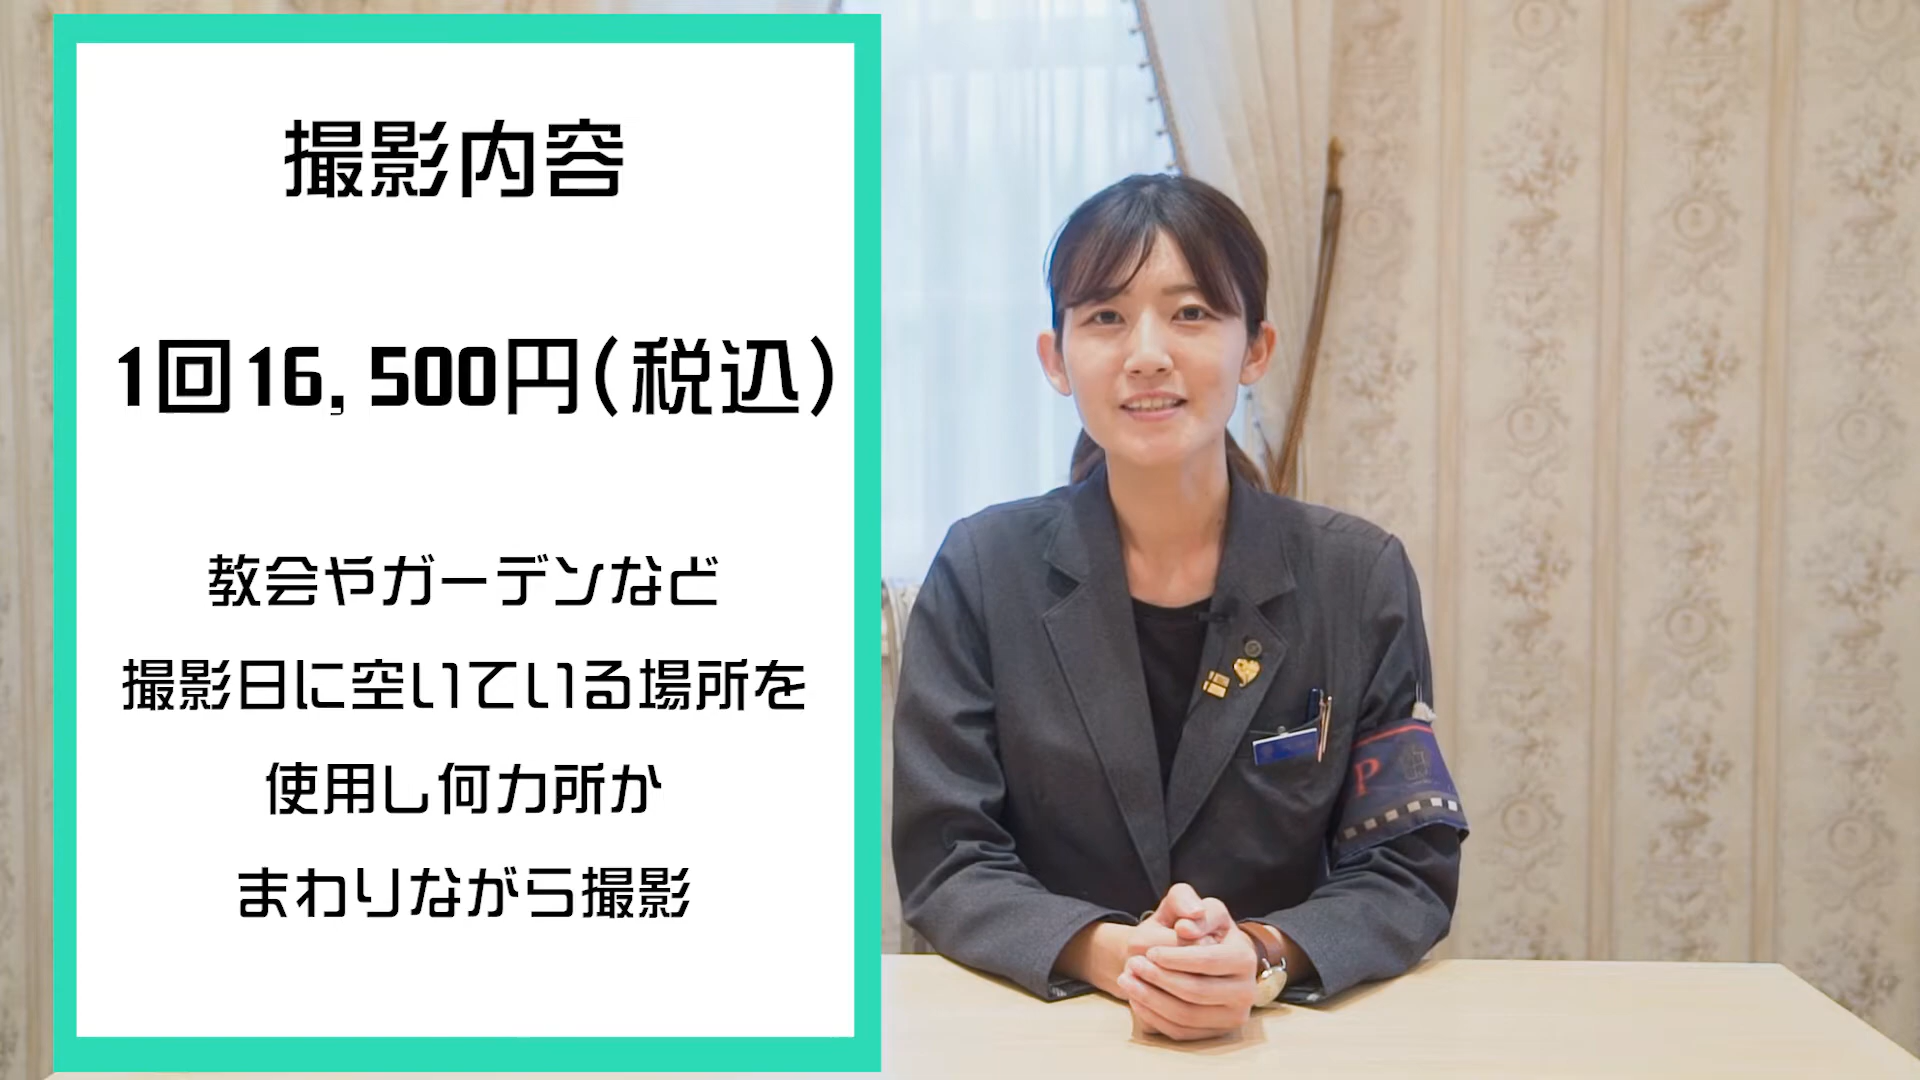 撮影内容
1回16,500円(税込)
教会やガーデンなど
撮影日に空いている場所を
使用し何カ所か
まわりながら撮影
P